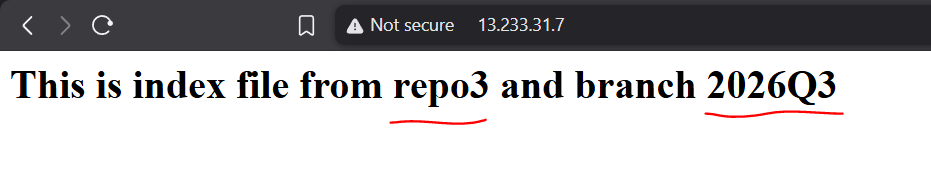 Not secure 13.233.31.7
This is index file from repo3 and branch 2026Q3